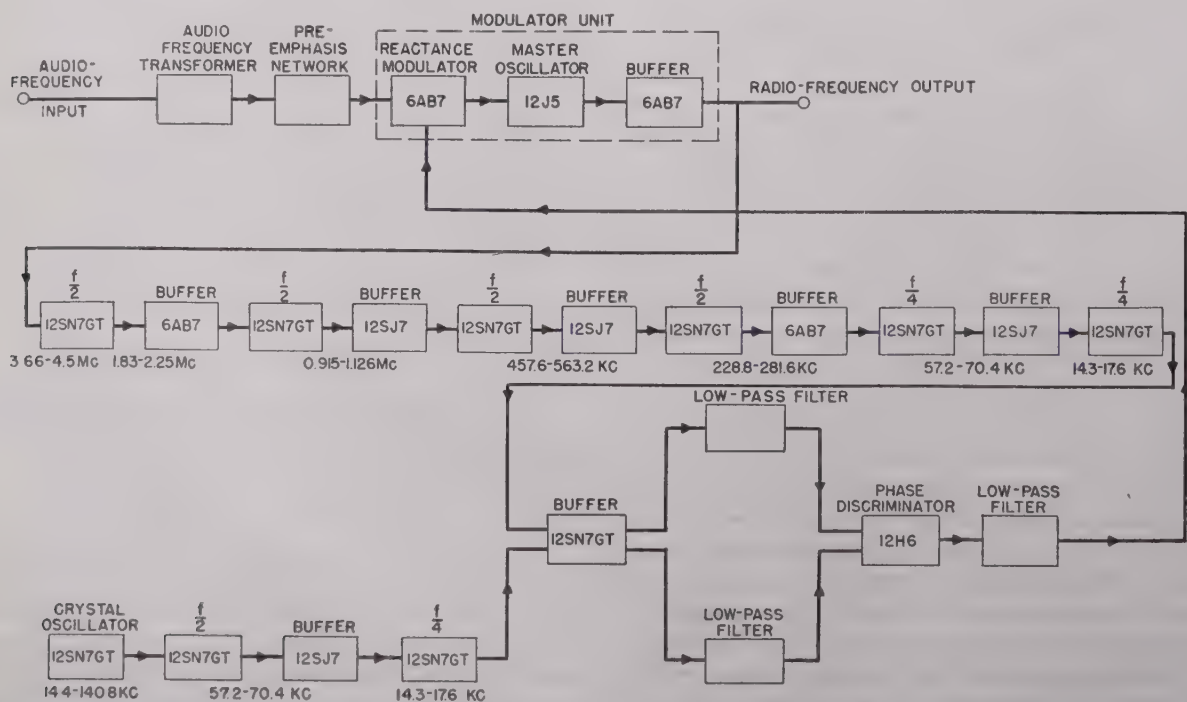 MODULATOR UNIT
AUDIO-
FREQUENCY
INPUT
AUDIO
FREQUENCY
TRANSFORMER
PRE-
EMPHASIS
NETWORK
REACTANCE
MODULATOR
6AB7
MASTER
OSCILLATOR
12J5
BUFFER
6AB7
RADIO-FREQUENCY OUTPUT
f/2
12SN7GT
BUFFER
6AB7
f/2
12SN7GT
BUFFER
12SJ7
f/2
12SN7GT
BUFFER
12SJ7
f/2
12SN7GT
BUFFER
6AB7
f/4
12SN7GT
BUFFER
12SJ7
f/4
12SN7GT
3 66-4.5 Mc
1.83-2.25 Mc
0.915-1.126 Mc
457.6-563.2 KC
228.8-281.6 KC
57.2-70.4 KC
14.3-17.6 KC
LOW-PASS FILTER
BUFFER
12SN7GT
PHASE
DISCRIMINATOR
12H6
LOW-PASS
FILTER
LOW-PASS
FILTER
CRYSTAL
OSCILLATOR
12SN7GT
f/2
12SN7GT
BUFFER
12SJ7
f/4
12SN7GT
14 4-140 8 KC
57.2-70.4 KC
14.3-17.6 KC